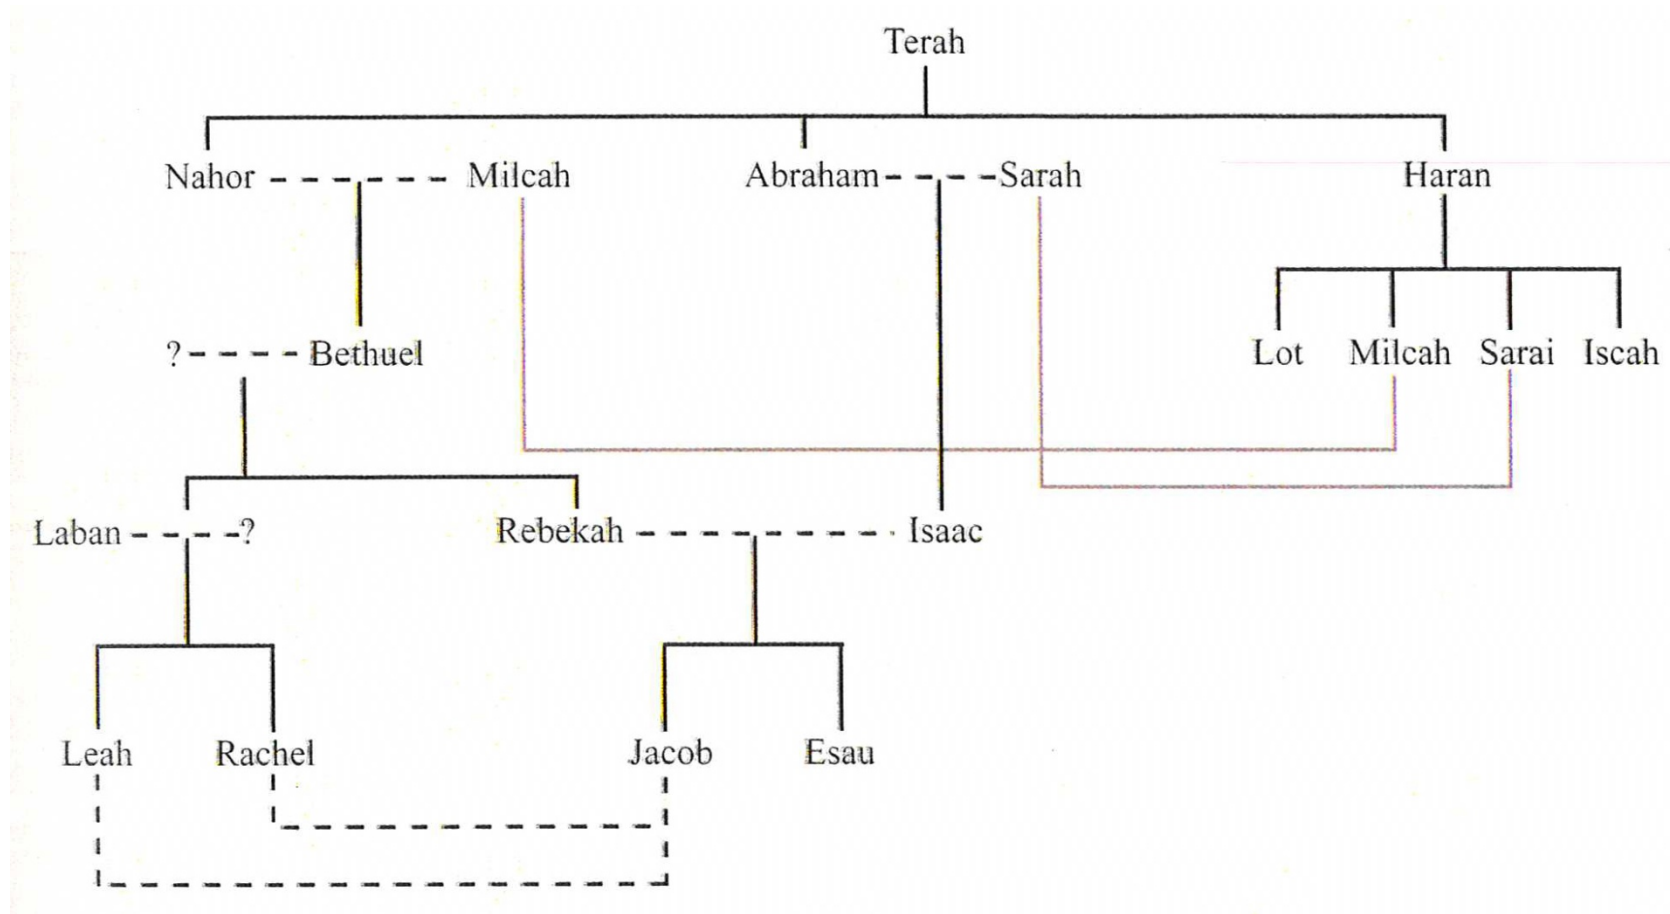 Terah
Nahor Milcah Abraham Sarah Haran
? Bethuel Lot Milcah Sarai Iscah
Laban ? Rebekah Isaac
Leah Rachel Jacob Esau